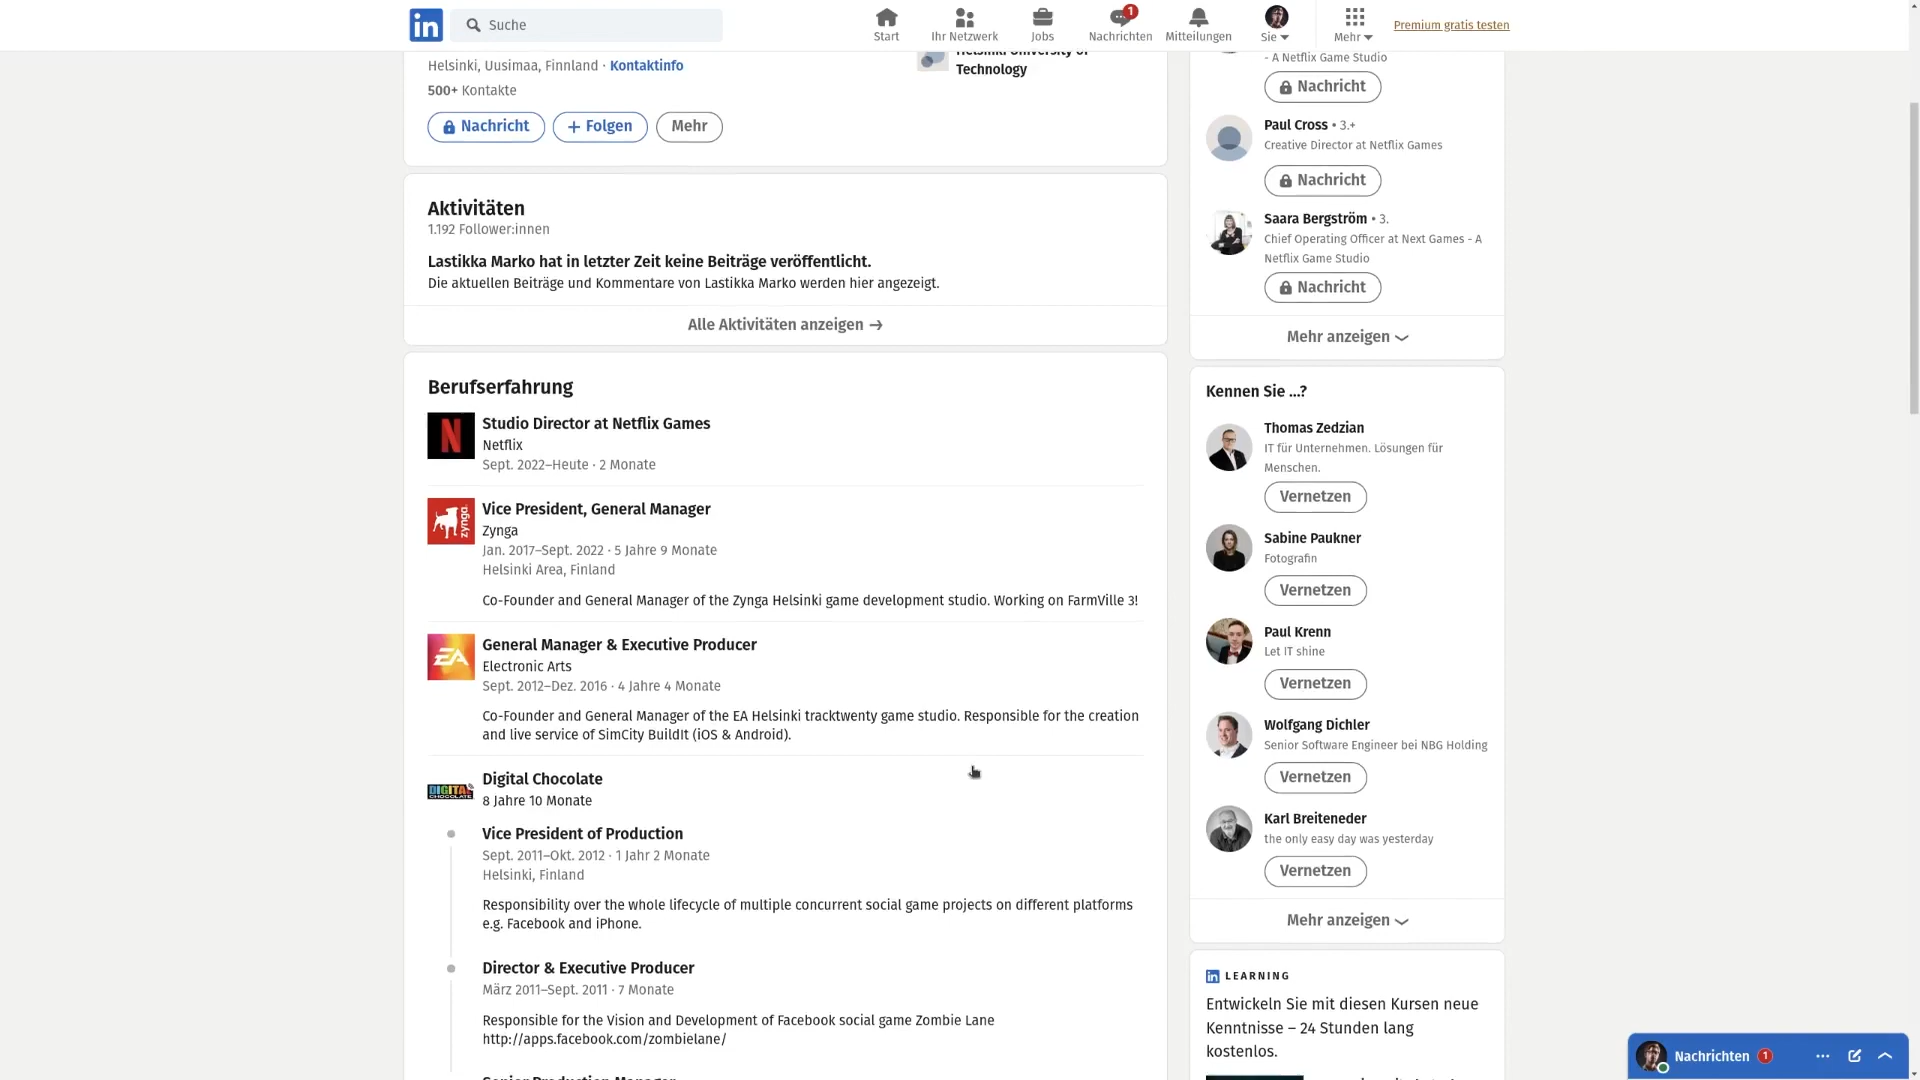 in
Suche
Start
Ihr Netzwerk
Jobs
1
Nachrichten
Mitteilungen
Sie
Mehr
Premium gratis testen
Helsinki, Uusimaa, Finnland · Kontaktinfo
500+ Kontakte
Nachricht
+ Folgen
Mehr
Helsinki University of
Technology
Aktivitäten
1.192 Follower:innen
Lastikka Marko hat in letzter Zeit keine Beiträge veröffentlicht.
Die aktuellen Beiträge und Kommentare von Lastikka Marko werden hier angezeigt.
Alle Aktivitäten anzeigen →
Berufserfahrung
N
Studio Director at Netflix Games
Netflix
Sept. 2022–Heute · 2 Monate
zynga
Vice President, General Manager
Zynga
Jan. 2017–Sept. 2022 · 5 Jahre 9 Monate
Helsinki Area, Finland
Co-Founder and General Manager of the Zynga Helsinki game development studio. Working on FarmVille 3!
EA
General Manager & Executive Producer
Electronic Arts
Sept. 2012–Dez. 2016 · 4 Jahre 4 Monate
Co-Founder and General Manager of the EA Helsinki tracktwenty game studio. Responsible for the creation
and live service of SimCity BuildIt (iOS & Android).
DIGITAL
CHOCOLATE
Digital Chocolate
8 Jahre 10 Monate
Vice President of Production
Sept. 2011–Okt. 2012 · 1 Jahr 2 Monate
Helsinki, Finland
Responsibility over the whole lifecycle of multiple concurrent social game projects on different platforms
e.g. Facebook and iPhone.
Director & Executive Producer
März 2011–Sept. 2011 · 7 Monate
Responsible for the Vision and Development of Facebook social game Zombie Lane
http://apps.facebook.com/zombielane/
Senior Production Manager
- A Netflix Game Studio
Nachricht
Paul Cross • 3.+
Creative Director at Netflix Games
Nachricht
Saara Bergström • 3.
Chief Operating Officer at Next Games - A
Netflix Game Studio
Nachricht
Mehr anzeigen
Kennen Sie ...?
Thomas Zedzian
IT für Unternehmen. Lösungen für
Menschen.
Vernetzen
Sabine Paukner
Fotografin
Vernetzen
Paul Krenn
Let IT shine
Vernetzen
Wolfgang Dichler
Senior Software Engineer bei NBG Holding
Vernetzen
Karl Breiteneder
the only easy day was yesterday
Vernetzen
Mehr anzeigen
in LEARNING
Entwickeln Sie mit diesen Kursen neue
Kenntnisse – 24 Stunden lang
kostenlos.
Nachrichten 1